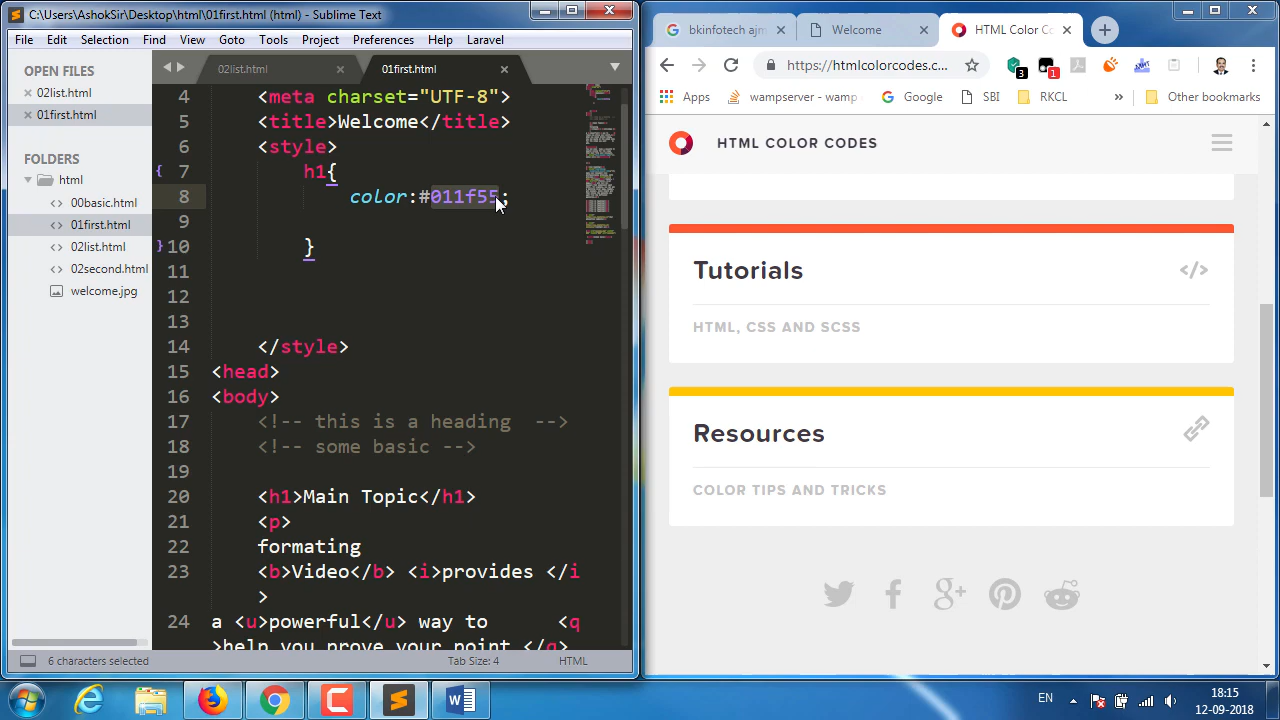 C:\Users\AshokSir\Desktop\html\01first.html (html) - Sublime Text
File Edit Selection Find View Goto Tools Project Preferences Help Laravel
OPEN FILES
02list.html
01first.html
FOLDERS
html
00basic.html
01first.html
02list.html
02second.html
welcome.jpg
02list.html
01first.html
4 <meta charset="UTF-8">
5 <title>Welcome</title>
6 <style>
{ 7 h1{
8 color:#011f55;
9
} 10 }
11
12
13
14 </style>
15 <head>
16 <body>
17 <!-- this is a heading -->
18 <!-- some basic -->
19
20 <h1>Main Topic</h1>
21 <p>
22 formating
23 <b>Video</b> <i>provides </i
>
24 a <u>powerful</u> way to <q
>help you prove your point </q>
6 characters selected
Tab Size: 4
HTML
bkinfotech ajm
Welcome
HTML Color Co
https://htmlcolorcodes.c...
3
1
Apps
wampserver - wamp
Google
SBI
RKCL
»
Other bookmarks
HTML COLOR CODES
Tutorials
</>
HTML, CSS AND SCSS
Resources
COLOR TIPS AND TRICKS
EN
18:15
12-09-2018